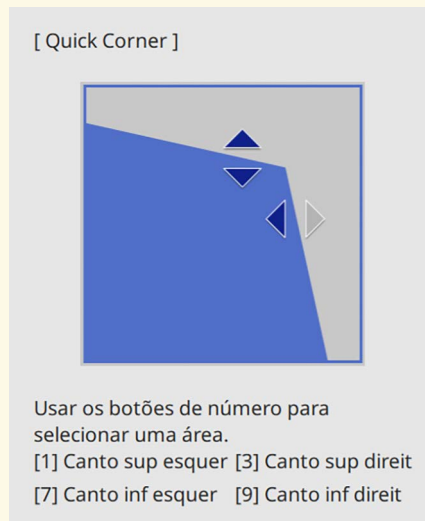 [ Quick Corner ]
Usar os botões de número para
selecionar uma área.
[1] Canto sup esquer [3] Canto sup direit
[7] Canto inf esquer [9] Canto inf direit